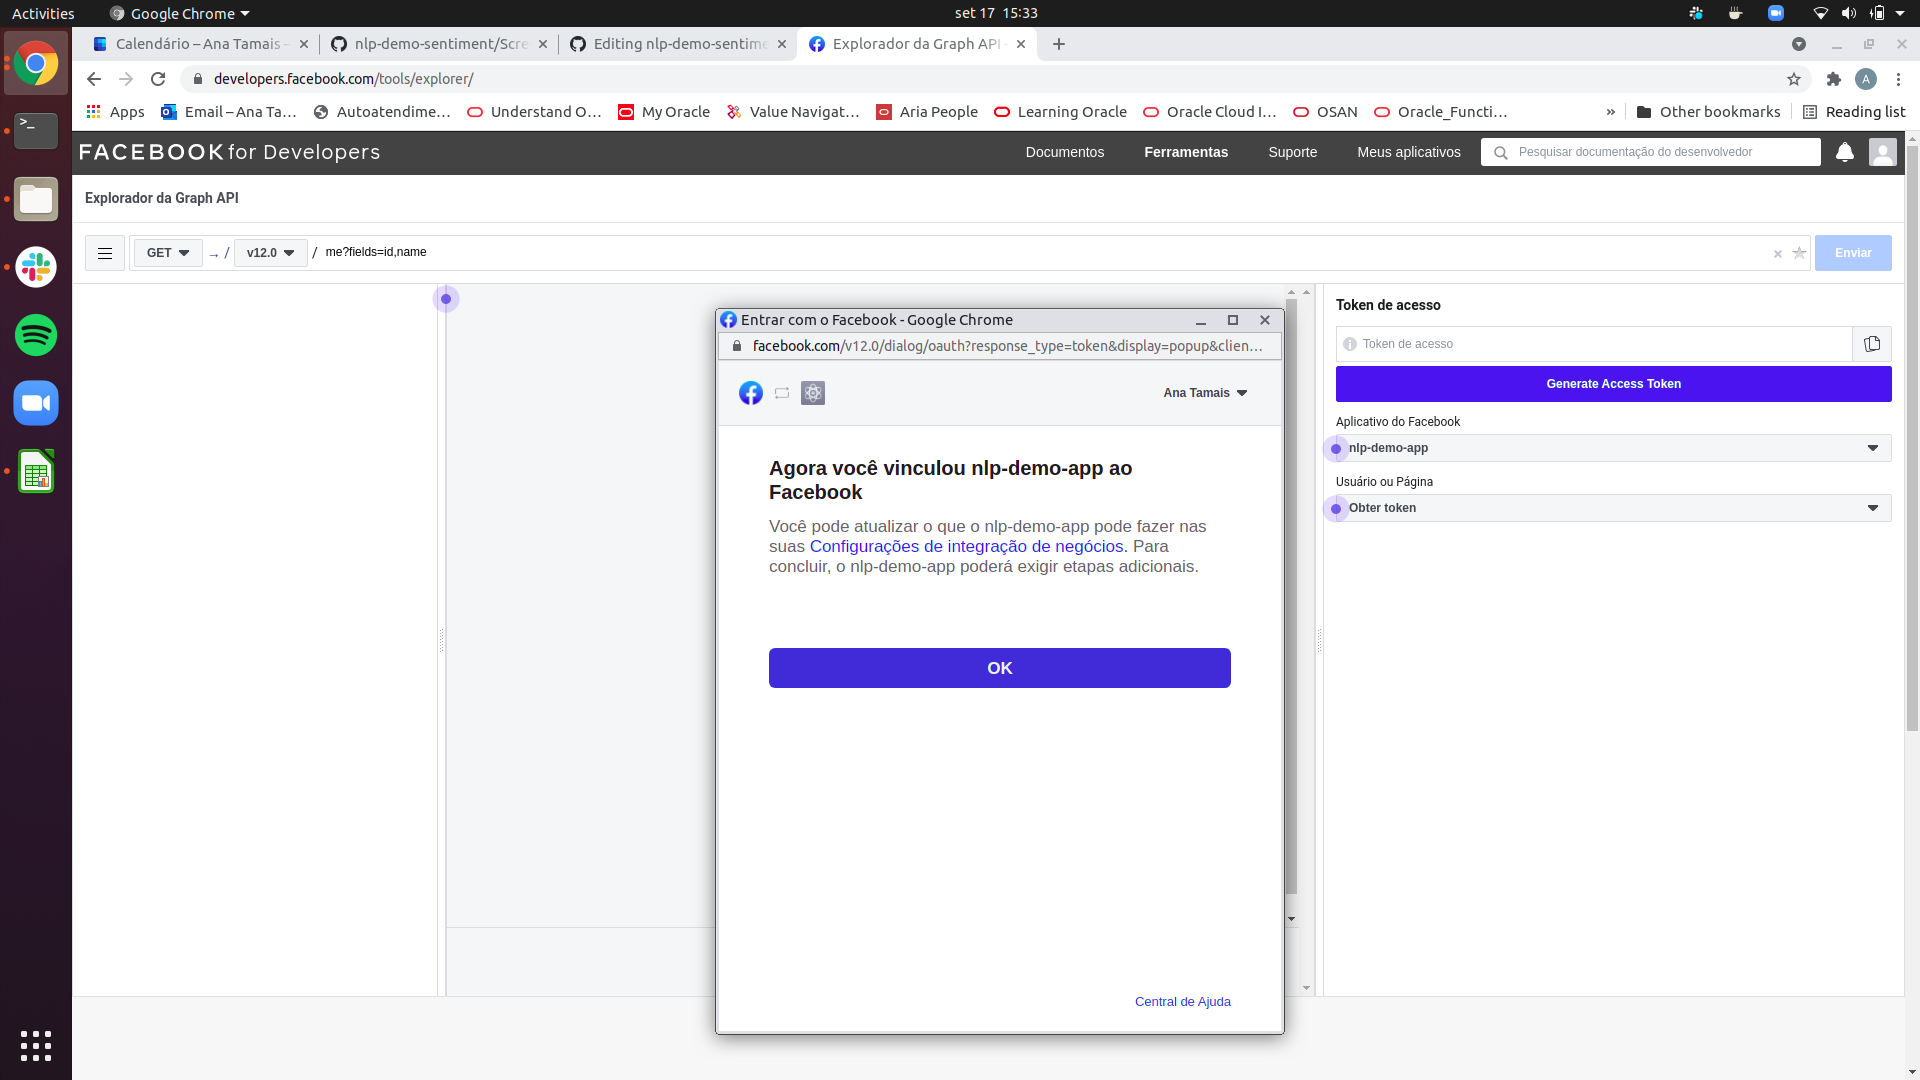 Activities
Google Chrome
set 17 15:33
Calendário – Ana Tamais –
nlp-demo-sentiment/Scre
Editing nlp-demo-sentime
Explorador da Graph API -
developers.facebook.com/tools/explorer/
Apps
Email – Ana Ta…
Autoatendime…
Understand O…
My Oracle
Value Navigat…
Aria People
Learning Oracle
Oracle Cloud I…
OSAN
Oracle_Functi…
»
Other bookmarks
Reading list
FACEBOOK for Developers
Documentos
Ferramentas
Suporte
Meus aplicativos
Pesquisar documentação do desenvolvedor
Explorador da Graph API
GET
→ /
v12.0
/ me?fields=id,name
Enviar
Token de acesso
Token de acesso
Generate Access Token
Aplicativo do Facebook
nlp-demo-app
Usuário ou Página
Obter token
Entrar com o Facebook - Google Chrome
facebook.com/v12.0/dialog/oauth?response_type=token&display=popup&clien…
Ana Tamais
Agora você vinculou nlp-demo-app ao
Facebook
Você pode atualizar o que o nlp-demo-app pode fazer nas
suas Configurações de integração de negócios. Para
concluir, o nlp-demo-app poderá exigir etapas adicionais.
OK
Central de Ajuda